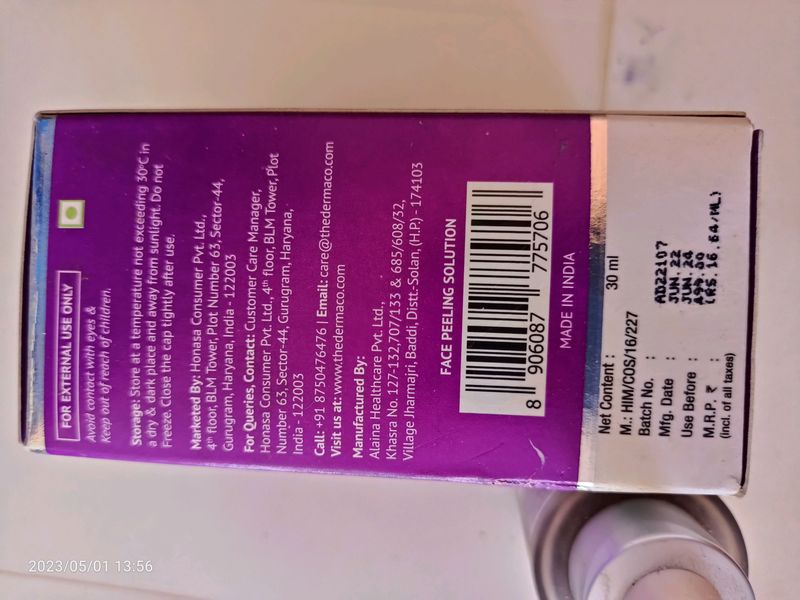 FOR EXTERNAL USE ONLY
Avoid contact with eyes &
Keep out of reach of children.
Storage: Store at a temperature not exceeding 30°C in
a dry & dark place and away from sunlight. Do not
Freeze. Close the cap tightly after use.
Marketed By: Honasa Consumer Pvt. Ltd.,
4th floor, BLM Tower, Plot Number 63, Sector-44,
Gurugram, Haryana, India - 122003
For Queries, Contact: Customer Care Manager,
Honasa Consumer Pvt. Ltd., 4th floor, BLM Tower, Plot
Number 63, Sector-44, Gurugram, Haryana,
India - 122003
Call: +91 8750476476 | Email: care@thedermaco.com
Visit us at: www.thedermaco.com
Manufactured By:
Alaina Healthcare Pvt. Ltd.,
Khasra No. 127-132,707/133 & 685/608/32,
Village Jharmajri, Baddi, Distt.-Solan, (H.P.) - 174103
FACE PEELING SOLUTION
8 906087 775706
MADE IN INDIA
Net Content : 30 ml
M.: HIM/COS/16/227
Batch No. : AD22107
Mfg. Date : JUN.22
Use Before : JUN.24
M.R.P. ₹ : 499.00
(Incl. of all taxes) (RS.16.64/ML)
2023/05/01 13:56